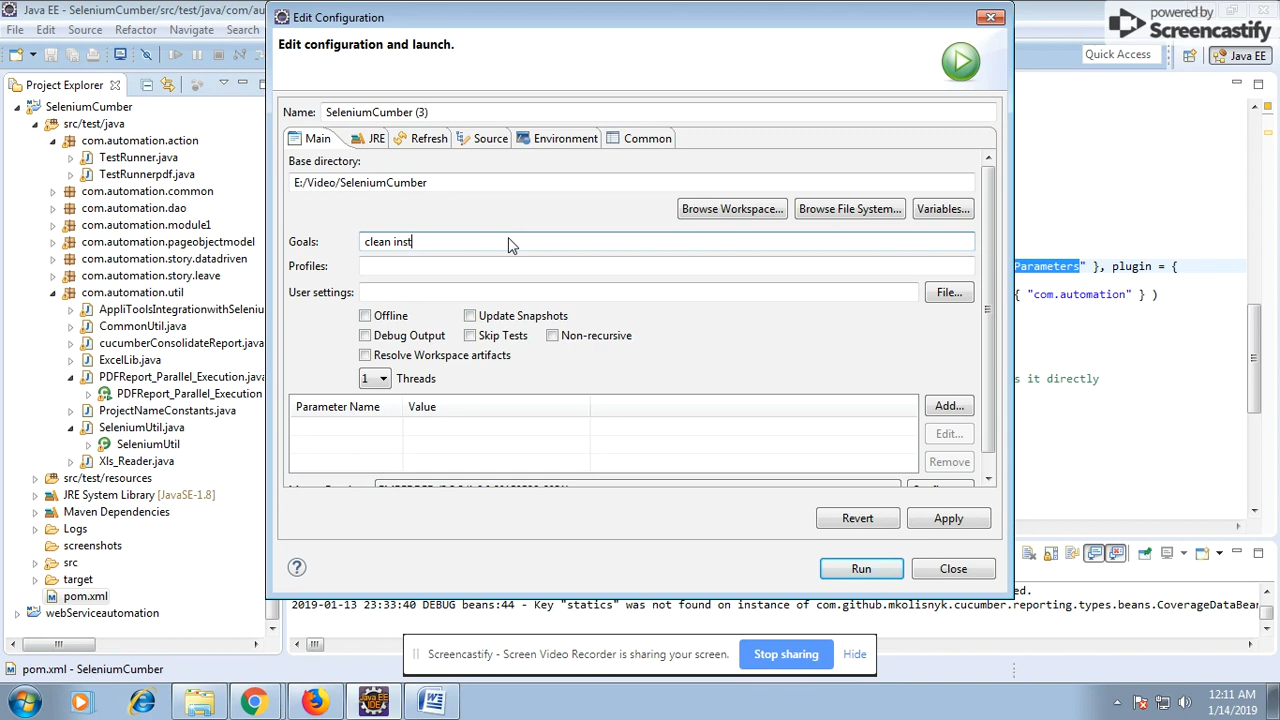 Java EE - SeleniumCumber/src/test/java/com/au
Edit Configuration
powered by
Screencastify
File Edit Source Refactor Navigate Search
Edit configuration and launch.
Quick Access
Java EE
Project Explorer
Name: SeleniumCumber (3)
Main JRE Refresh Source Environment Common
Base directory:
E:/Video/SeleniumCumber
Browse Workspace... Browse File System... Variables...
Goals: clean inst
Profiles:
User settings: File...
Offline Update Snapshots
Debug Output Skip Tests Non-recursive
Resolve Workspace artifacts
1 Threads
Parameter Name Value Add...
Edit...
Remove
Revert Apply
Run Close
SeleniumCumber
src/test/java
com.automation.action
TestRunner.java
TestRunnerpdf.java
com.automation.common
com.automation.dao
com.automation.module1
com.automation.pageobjectmodel
com.automation.story.datadriven
com.automation.story.leave
com.automation.util
AppliToolsIntegrationwithSeleniu
CommonUtil.java
cucumberConsolidateReport.java
ExcelLib.java
PDFReport_Parallel_Execution.java
PDFReport_Parallel_Execution
ProjectNameConstants.java
SeleniumUtil.java
SeleniumUtil
Xls_Reader.java
src/test/resources
JRE System Library [JavaSE-1.8]
Maven Dependencies
Logs
screenshots
src
target
pom.xml
webServiceautomation
Parameters" }, plugin = {
{ "com.automation" } )
s it directly
ed.
2019-01-13 23:33:40 DEBUG beans:44 - Key "statics" was not found on instance of com.github.mkolisnyk.cucumber.reporting.types.beans.CoverageDataBean
Screencastify - Screen Video Recorder is sharing your screen. Stop sharing Hide
pom.xml - SeleniumCumber
12:11 AM
1/14/2019